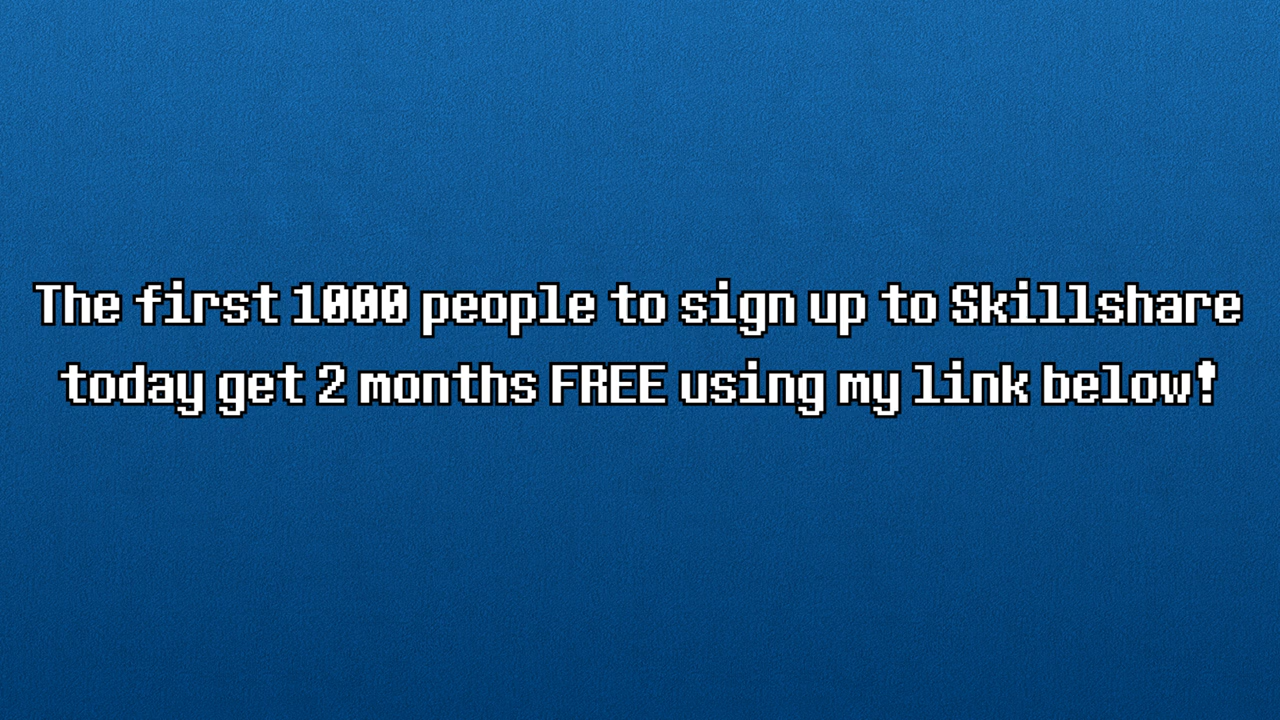 The first 1000 people to sign up to Skillshare
today get 2 months FREE using my link below!